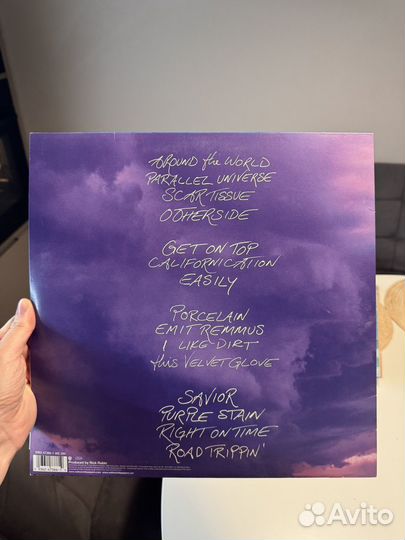 AROUND the WORLD
PARALLEL UNIVERSE
SCAR TISSUE
OTHERSIDE
GET ON TOP
CALIFORNICATION
EASILY
PORCELAIN
EMIT REMMUS
I LIKE DIRT
this VELVET GLOVE
SAVIOR
PURPLE STAIN
RIGHT ON TIME
ROAD TRIPPIN'
Produced by Rick Rubin
Avito